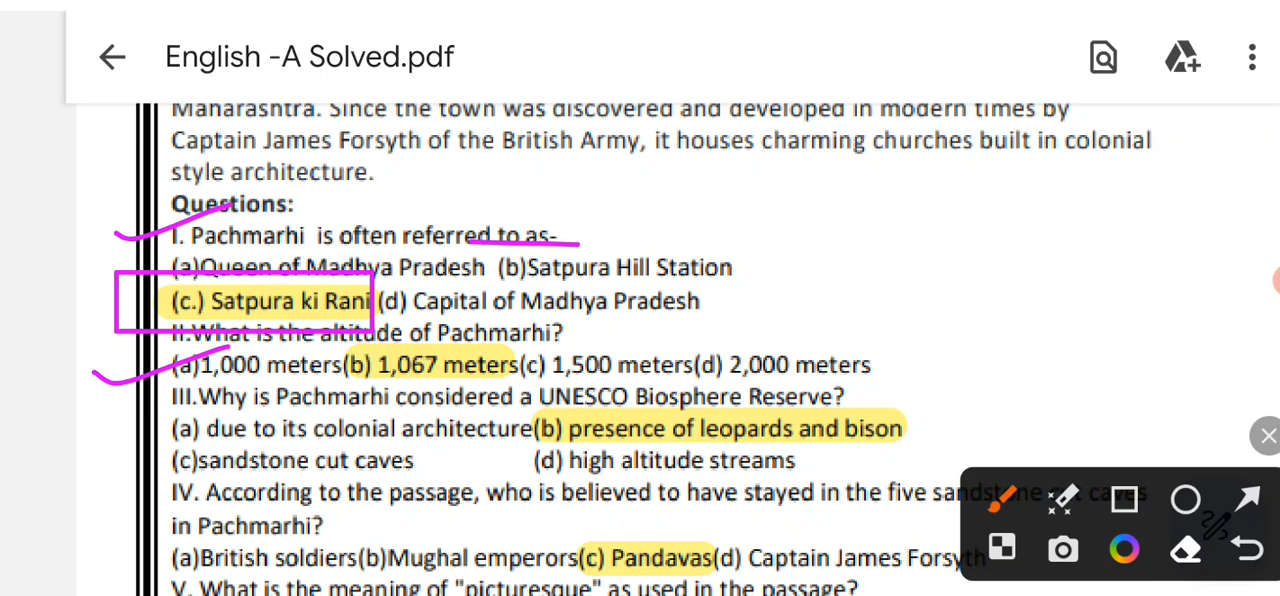 English -A Solved.pdf
Maharashtra. Since the town was discovered and developed in modern times by
Captain James Forsyth of the British Army, it houses charming churches built in colonial
style architecture.
Questions:
I. Pachmarhi is often referred to as-
(a)Queen of Madhya Pradesh (b)Satpura Hill Station
(c.) Satpura ki Rani (d) Capital of Madhya Pradesh
II.What is the altitude of Pachmarhi?
(a)1,000 meters(b) 1,067 meters(c) 1,500 meters(d) 2,000 meters
III.Why is Pachmarhi considered a UNESCO Biosphere Reserve?
(a) due to its colonial architecture(b) presence of leopards and bison
(c)sandstone cut caves (d) high altitude streams
IV. According to the passage, who is believed to have stayed in the five sandstone cut caves
in Pachmarhi?
(a)British soldiers(b)Mughal emperors(c) Pandavas(d) Captain James Forsyth
V. What is the meaning of "picturesque" as used in the passage?